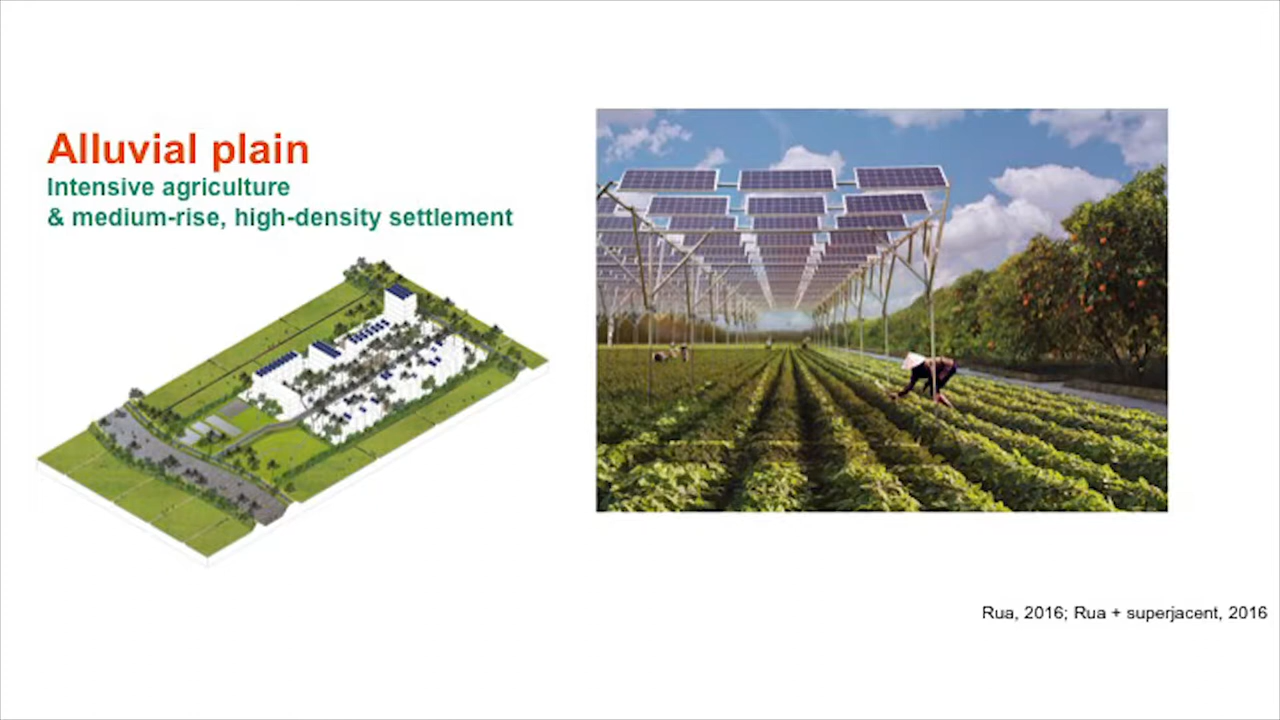 Alluvial plain
Intensive agriculture
& medium-rise, high-density settlement
Rua, 2016; Rua + superjacent, 2016